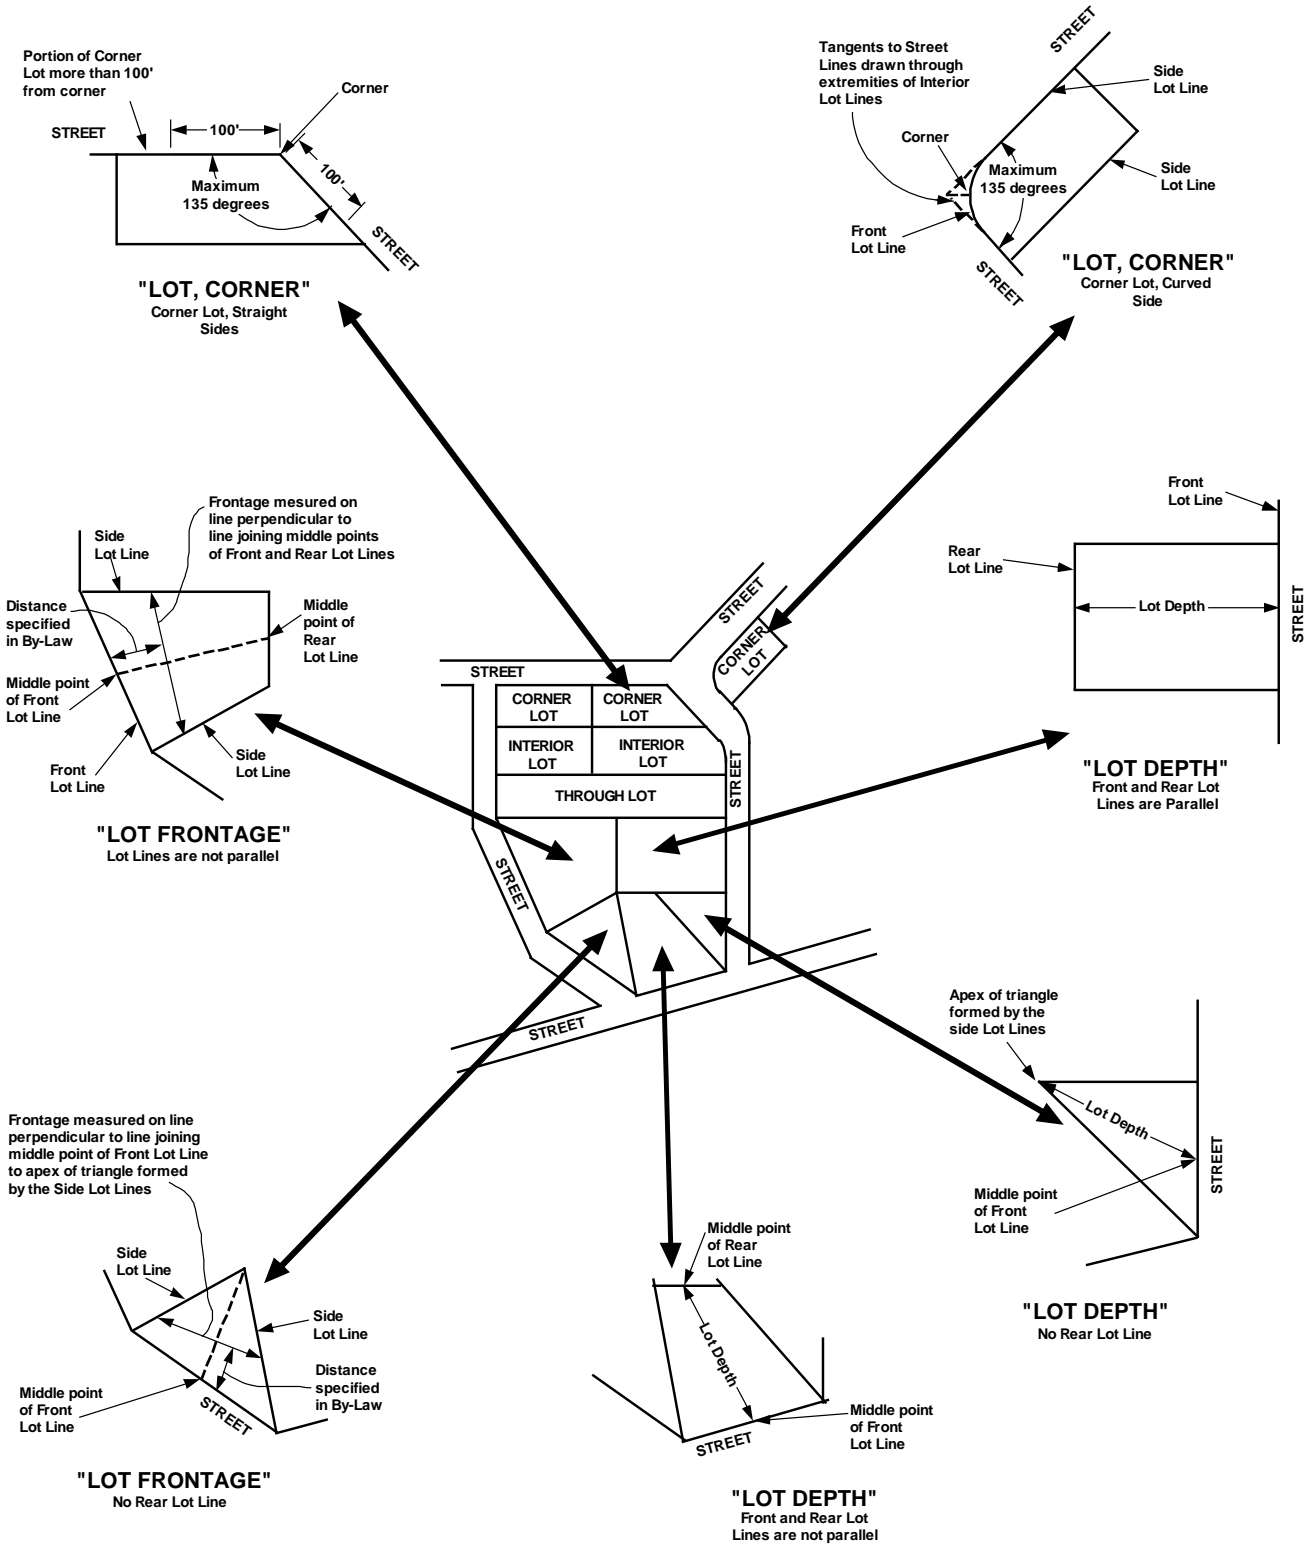 Portion of Corner
Lot more than 100'
from corner
STREET
100'
Corner
100'
Maximum
135 degrees
STREET
"LOT, CORNER"
Corner Lot, Straight
Sides
STREET
Tangents to Street
Lines drawn through
extremities of Interior
Lot Lines
Side
Lot Line
Corner
Maximum
135 degrees
Side
Lot Line
Front
Lot Line
STREET
"LOT, CORNER"
Corner Lot, Curved
Side
Frontage mesured on
line perpendicular to
line joining middle points
of Front and Rear Lot Lines
Side
Lot Line
Distance
specified
in By-Law
Middle
point of
Rear
Lot Line
Middle point
of Front
Lot Line
Front
Lot Line
Side
Lot Line
"LOT FRONTAGE"
Lot Lines are not parallel
STREET
STREET
CORNER
LOT
CORNER
LOT
CORNER
LOT
INTERIOR
LOT
INTERIOR
LOT
THROUGH LOT
STREET
STREET
STREET
Front
Lot Line
Rear
Lot Line
Lot Depth
STREET
"LOT DEPTH"
Front and Rear Lot
Lines are Parallel
Apex of triangle
formed by the
side Lot Lines
Lot Depth
STREET
Middle point
of Front
Lot Line
"LOT DEPTH"
No Rear Lot Line
Frontage measured on line
perpendicular to line joining
middle point of Front Lot Line
to apex of triangle formed
by the Side Lot Lines
Side
Lot Line
Side
Lot Line
Distance
specified
in By-Law
Middle point
of Front
Lot Line
STREET
"LOT FRONTAGE"
No Rear Lot Line
Middle point
of Rear
Lot Line
Lot Depth
Middle point
of Front
Lot Line
STREET
"LOT DEPTH"
Front and Rear Lot
Lines are not parallel